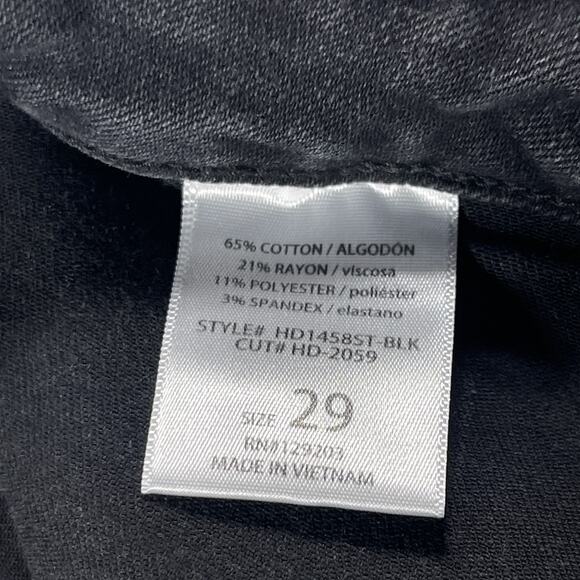 65% COTTON / ALGODÓN
21% RAYON / viscosa
11% POLYESTER / poliéster
3% SPANDEX / elastano
STYLE# HD1458ST-BLK
CUT# HD-2059
SIZE 29
RN#129203
MADE IN VIETNAM